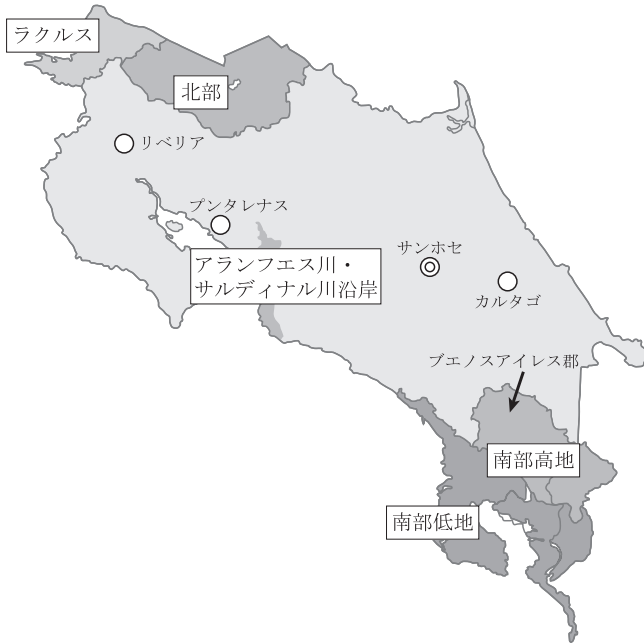 ラクルス
北部
リベリア
プンタレナス
サンホセ
アランフエス川・
サルディナル川沿岸
カルタゴ
ブエノスアイレス郡
南部高地
南部低地